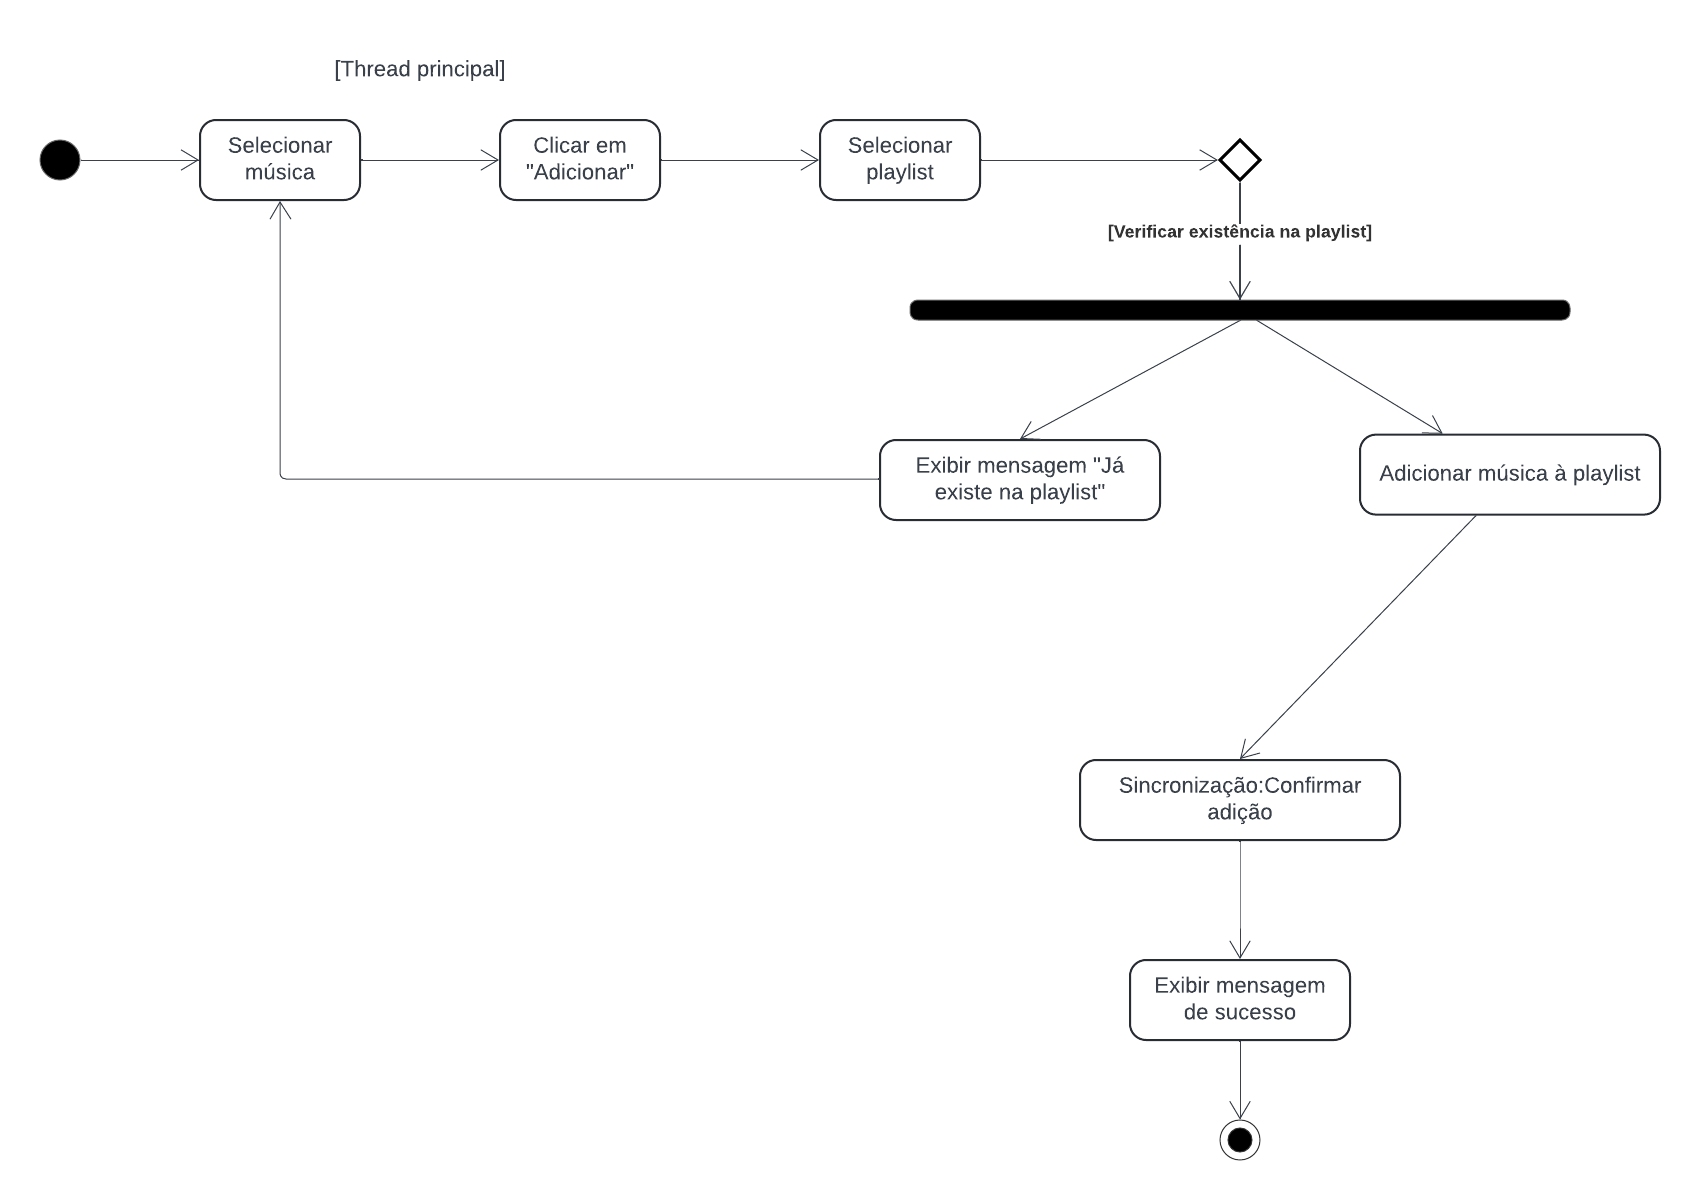 [Thread principal]
Selecionar
música
Clicar em
"Adicionar"
Selecionar
playlist
[Verificar existência na playlist]
Exibir mensagem "Já
existe na playlist"
Adicionar música à playlist
Sincronização:Confirmar
adição
Exibir mensagem
de sucesso